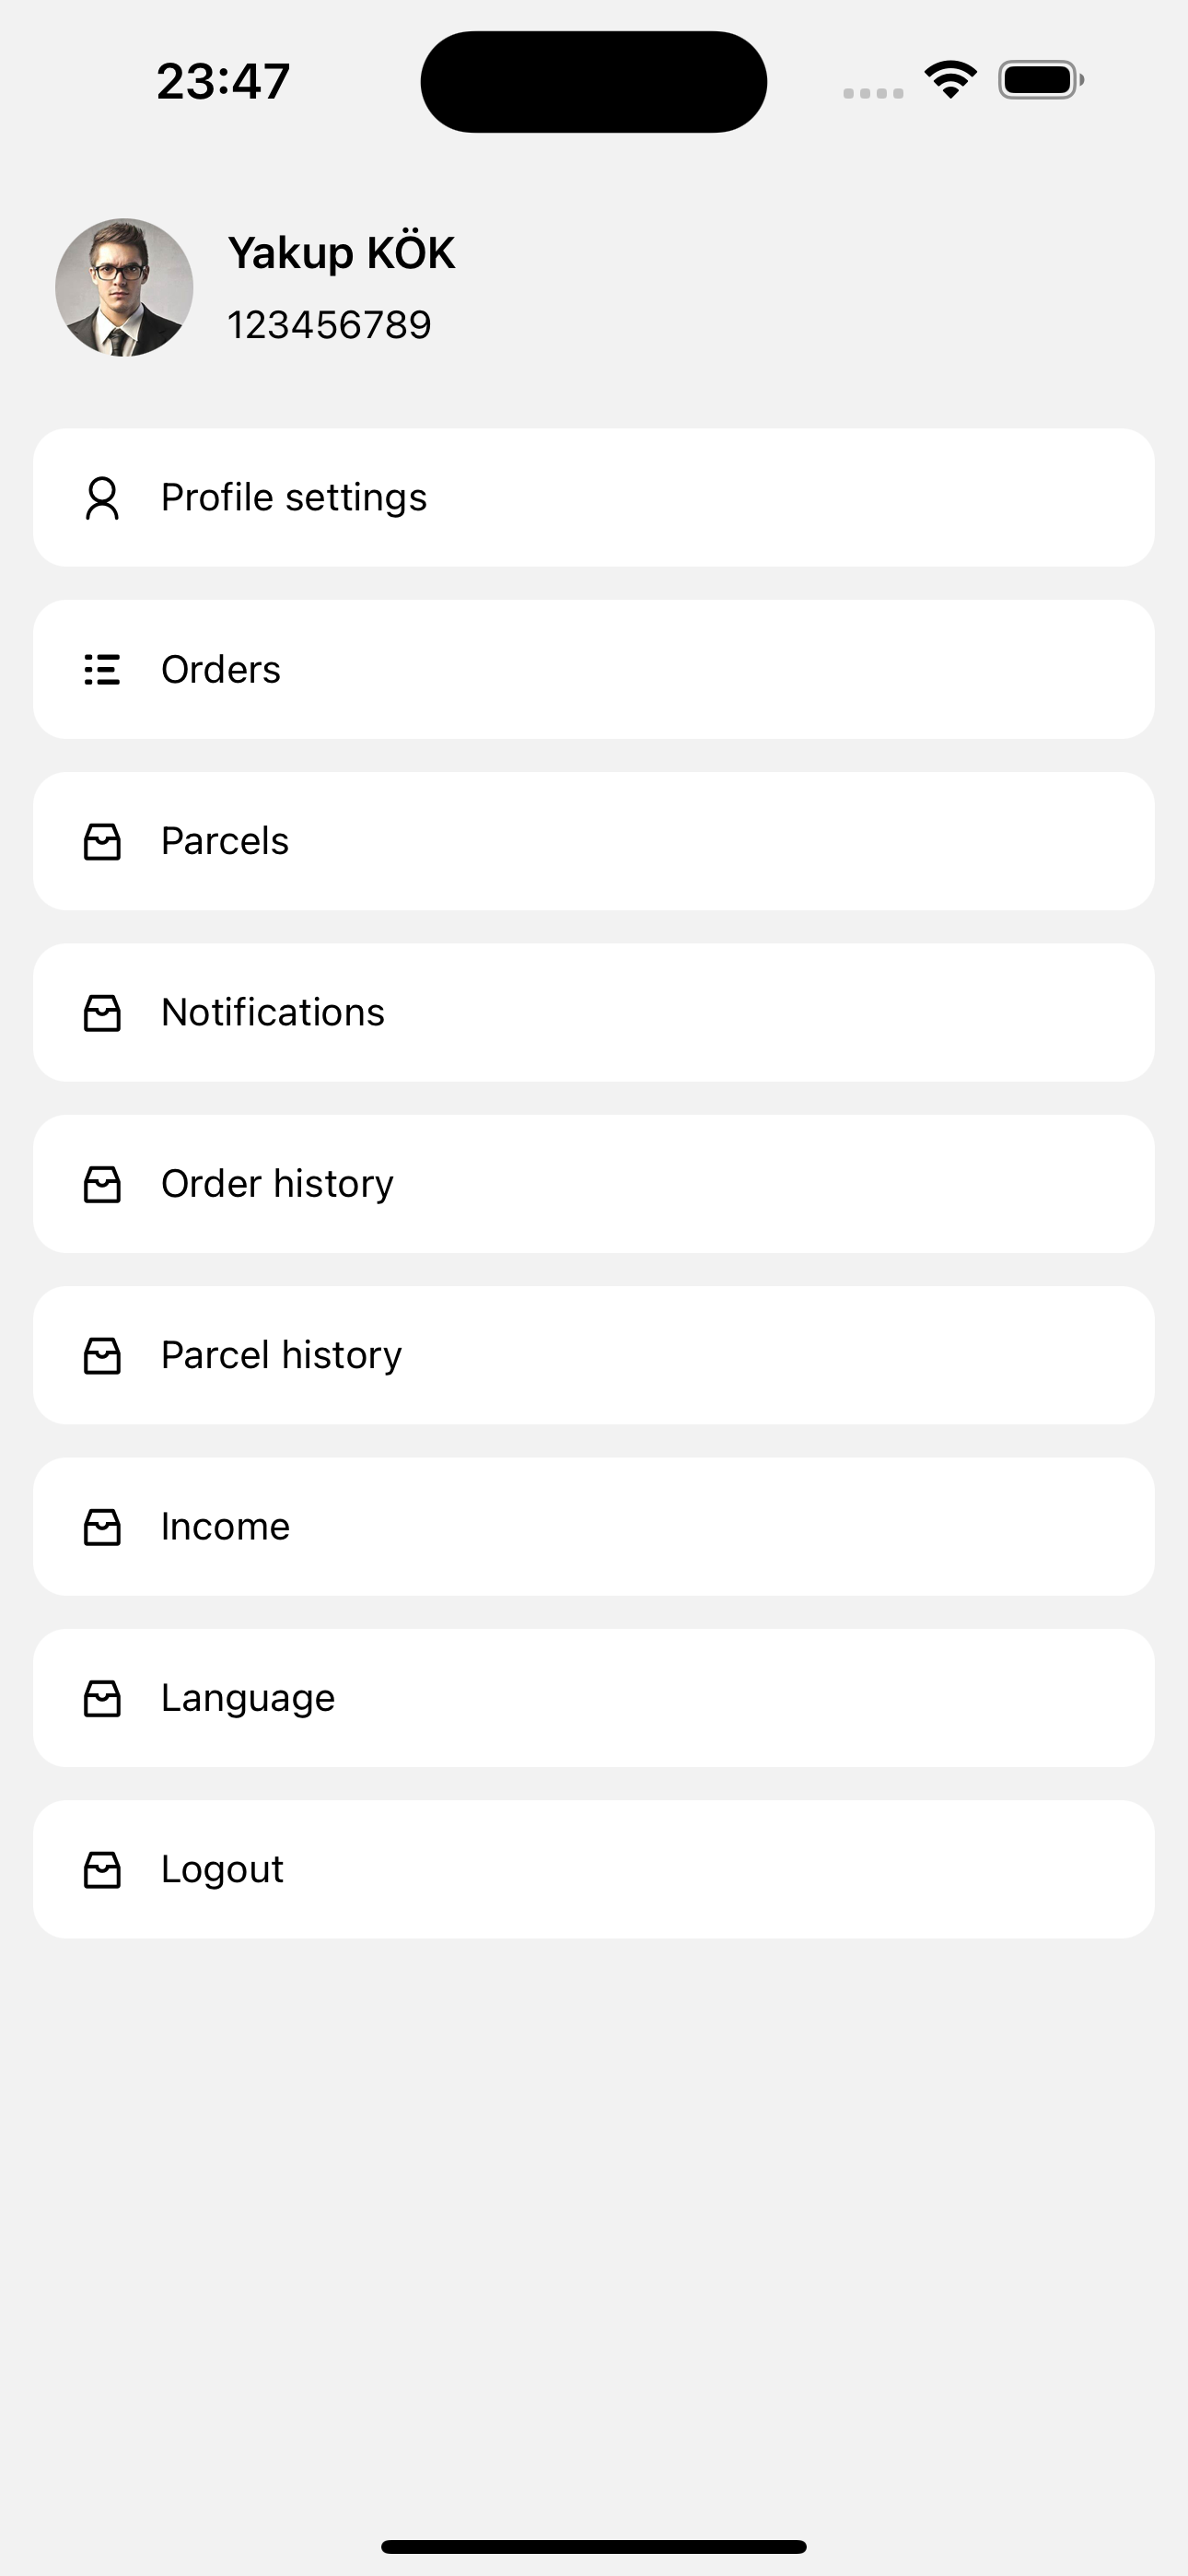 23:47
Yakup KÖK
123456789
Profile settings
Orders
Parcels
Notifications
Order history
Parcel history
Income
Language
Logout